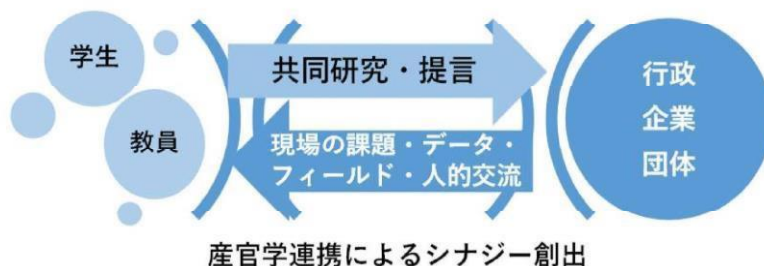 学生
教員
共同研究・提言
現場の課題・データ・
フィールド・人的交流
行政
企業
団体
産官学連携によるシナジー創出